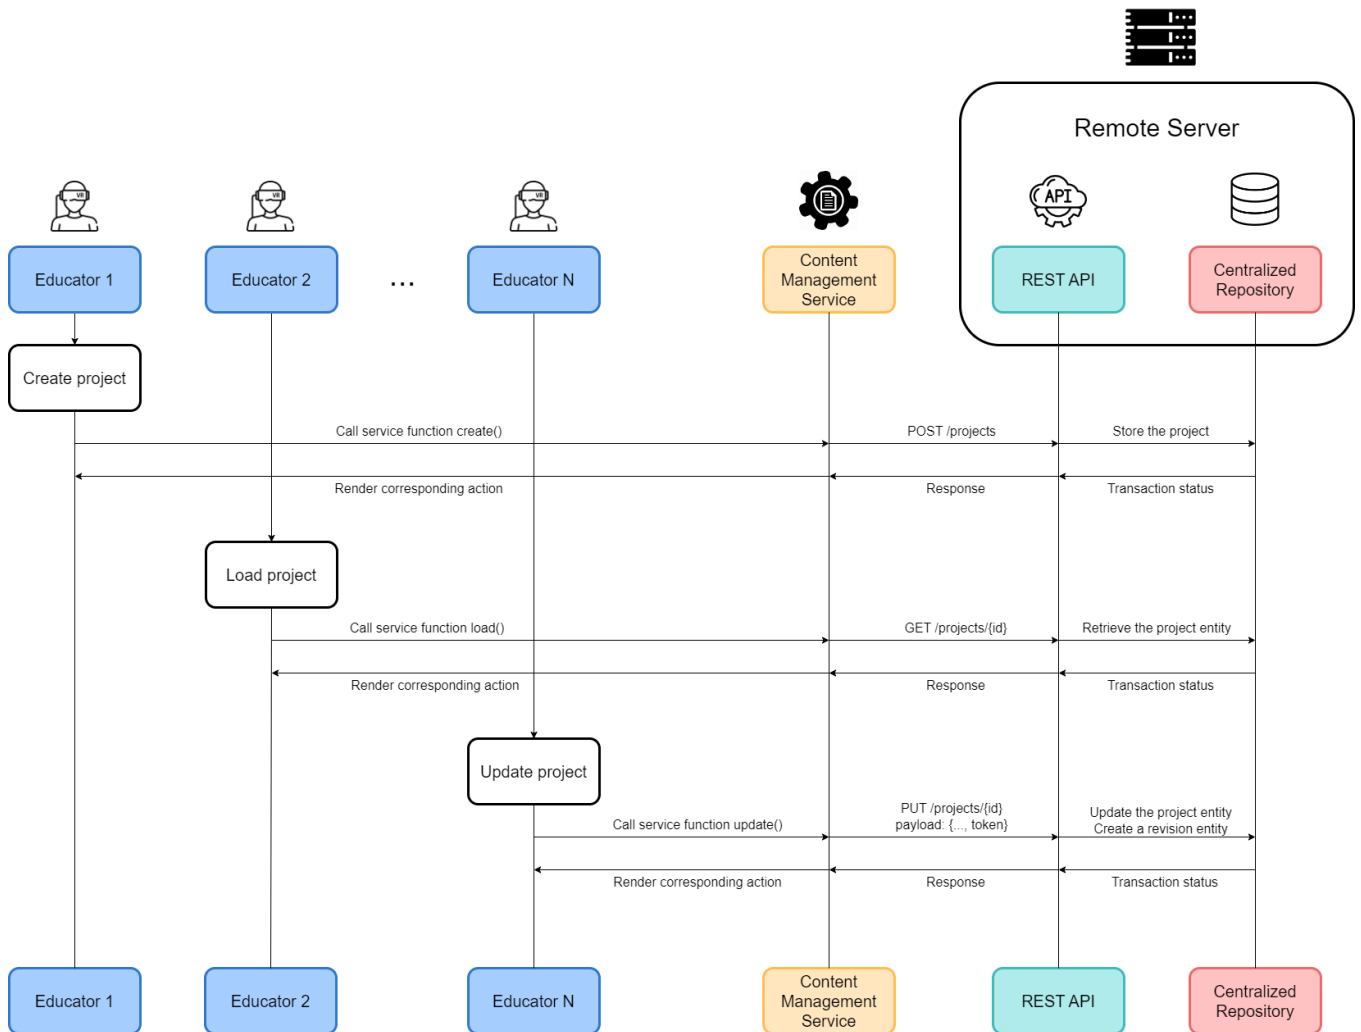 Remote Server
VR
VR
VR
API
Educator 1
Educator 2
...
Educator N
Content
Management
Service
REST API
Centralized
Repository
Create project
Call service function create()
POST /projects
Store the project
Render corresponding action
Response
Transaction status
Load project
Call service function load()
GET /projects/{id}
Retrieve the project entity
Render corresponding action
Response
Transaction status
Update project
Call service function update()
PUT /projects/{id}
payload: {..., token}
Update the project entity
Create a revision entity
Render corresponding action
Response
Transaction status
Educator 1
Educator 2
Educator N
Content
Management
Service
REST API
Centralized
Repository